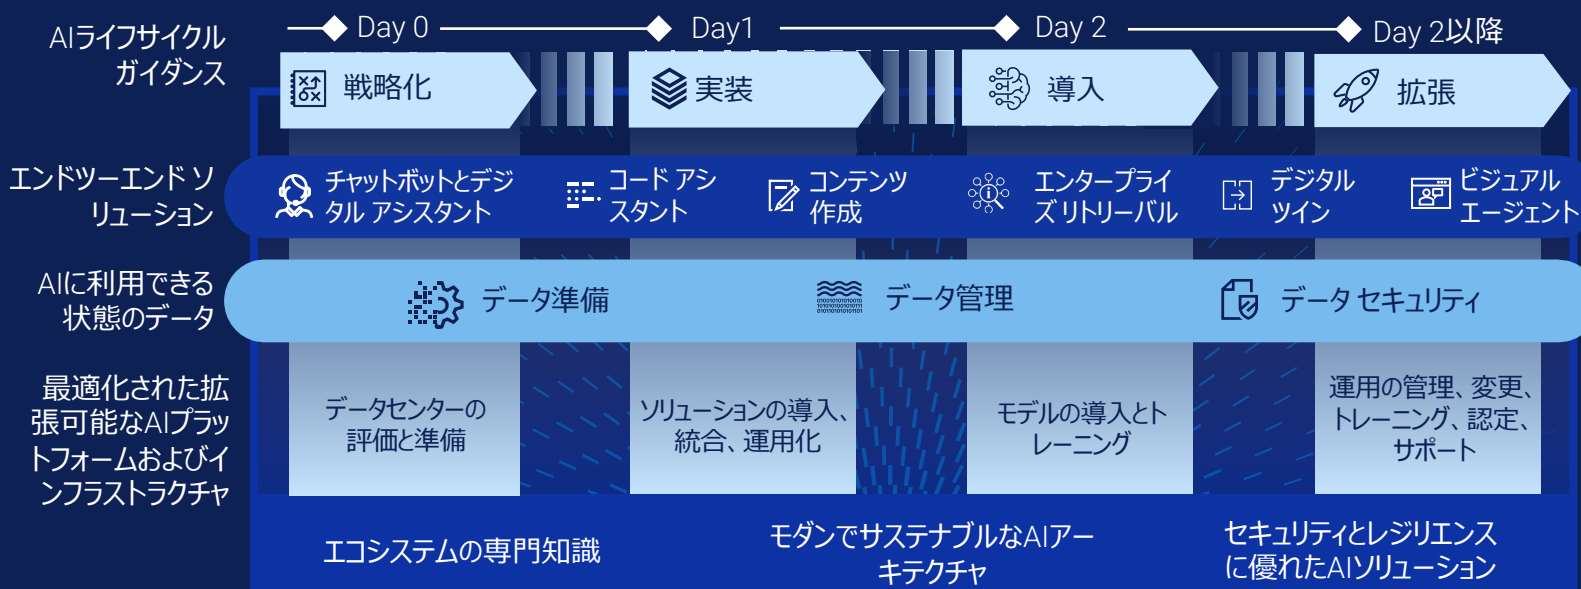 AIライフサイクル
ガイダンス
Day 0
Day1
Day 2
Day 2以降
戦略化
実装
導入
拡張
エンドツーエンド ソ
リューション
チャットボットとデジ
タル アシスタント
コード アシ
スタント
コンテンツ
作成
エンタープライ
ズ リトリーバル
デジタル
ツイン
ビジュアル
エージェント
AIに利用できる
状態のデータ
データ準備
データ管理
データ セキュリティ
最適化された拡
張可能なAIプラッ
トフォームおよびイ
ンフラストラクチャ
データセンターの
評価と準備
ソリューションの導入、
統合、運用化
モデルの導入とト
レーニング
運用の管理、変更、
トレーニング、認定、
サポート
エコシステムの専門知識
モダンでサステナブルなAIアー
キテクチャ
セキュリティとレジリエンス
に優れたAIソリューション